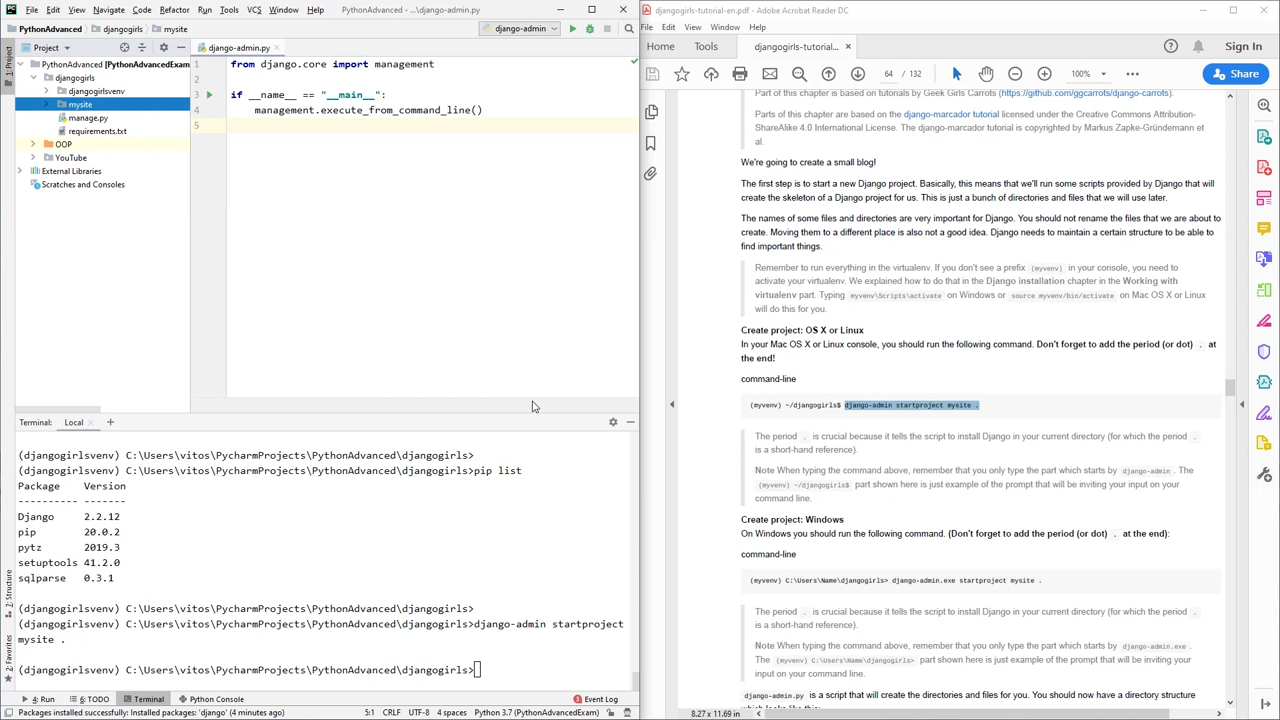 File Edit View Navigate Code Refactor Run Tools VCS Window Help PythonAdvanced - ...\django-admin.py
PythonAdvanced djangogirls mysite django-admin
Project
django-admin.py
1: Project
PythonAdvanced [PythonAdvancedExam
djangogirls
djangogirlsvenv
mysite
manage.py
requirements.txt
OOP
YouTube
External Libraries
Scratches and Consoles
1 from django.core import management
2
3 if __name__ == "__main__":
4 management.execute_from_command_line()
5
Terminal: Local +
(djangogirlsvenv) C:\Users\vitos\PycharmProjects\PythonAdvanced\djangogirls>
(djangogirlsvenv) C:\Users\vitos\PycharmProjects\PythonAdvanced\djangogirls>pip list
Package Version
---------- -------
Django 2.2.12
pip 20.0.2
pytz 2019.3
setuptools 41.2.0
sqlparse 0.3.1
(djangogirlsvenv) C:\Users\vitos\PycharmProjects\PythonAdvanced\djangogirls>
(djangogirlsvenv) C:\Users\vitos\PycharmProjects\PythonAdvanced\djangogirls>django-admin startproject
mysite .
(djangogirlsvenv) C:\Users\vitos\PycharmProjects\PythonAdvanced\djangogirls>
7: Structure
2: Favorites
4: Run 6: TODO Terminal Python Console Event Log
Packages installed successfully: Installed packages: 'django' (4 minutes ago) 5:1 CRLF UTF-8 4 spaces Python 3.7 (PythonAdvancedExam)
djangogirls-tutorial-en.pdf - Adobe Acrobat Reader DC
File Edit View Window Help
Home Tools djangogirls-tutorial... Sign In
64 / 132 100% Share
Part of this chapter is based on tutorials by Geek Girls Carrots (https://github.com/ggcarrots/django-carrots).
Parts of this chapter are based on the django-marcador tutorial licensed under the Creative Commons Attribution-
ShareAlike 4.0 International License. The django-marcador tutorial is copyrighted by Markus Zapke-Gründemann et
al.
We're going to create a small blog!
The first step is to start a new Django project. Basically, this means that we'll run some scripts provided by Django that will
create the skeleton of a Django project for us. This is just a bunch of directories and files that we will use later.
The names of some files and directories are very important for Django. You should not rename the files that we are about to
create. Moving them to a different place is also not a good idea. Django needs to maintain a certain structure to be able to
find important things.
Remember to run everything in the virtualenv. If you don't see a prefix (myvenv) in your console, you need to
activate your virtualenv. We explained how to do that in the Django installation chapter in the Working with
virtualenv part. Typing myvenv\Scripts\activate on Windows or source myvenv/bin/activate on Mac OS X or Linux
will do this for you.
Create project: OS X or Linux
In your Mac OS X or Linux console, you should run the following command. Don't forget to add the period (or dot) . at
the end!
command-line
(myvenv) ~/djangogirls$ django-admin startproject mysite .
The period . is crucial because it tells the script to install Django in your current directory (for which the period .
is a short-hand reference).
Note When typing the command above, remember that you only type the part which starts by django-admin. The
(myvenv) ~/djangogirls$ part shown here is just example of the prompt that will be inviting your input on your
command line.
Create project: Windows
On Windows you should run the following command. (Don't forget to add the period (or dot) . at the end):
command-line
(myvenv) C:\Users\Name\djangogirls> django-admin.exe startproject mysite .
The period . is crucial because it tells the script to install Django in your current directory (for which the period .
is a short-hand reference).
Note When typing the command above, remember that you only type the part which starts by django-admin.exe.
The (myvenv) C:\Users\Name\djangogirls> part shown here is just example of the prompt that will be inviting your
input on your command line.
django-admin.py is a script that will create the directories and files for you. You should now have a directory structure
which looks like this:
8.27 x 11.69 in